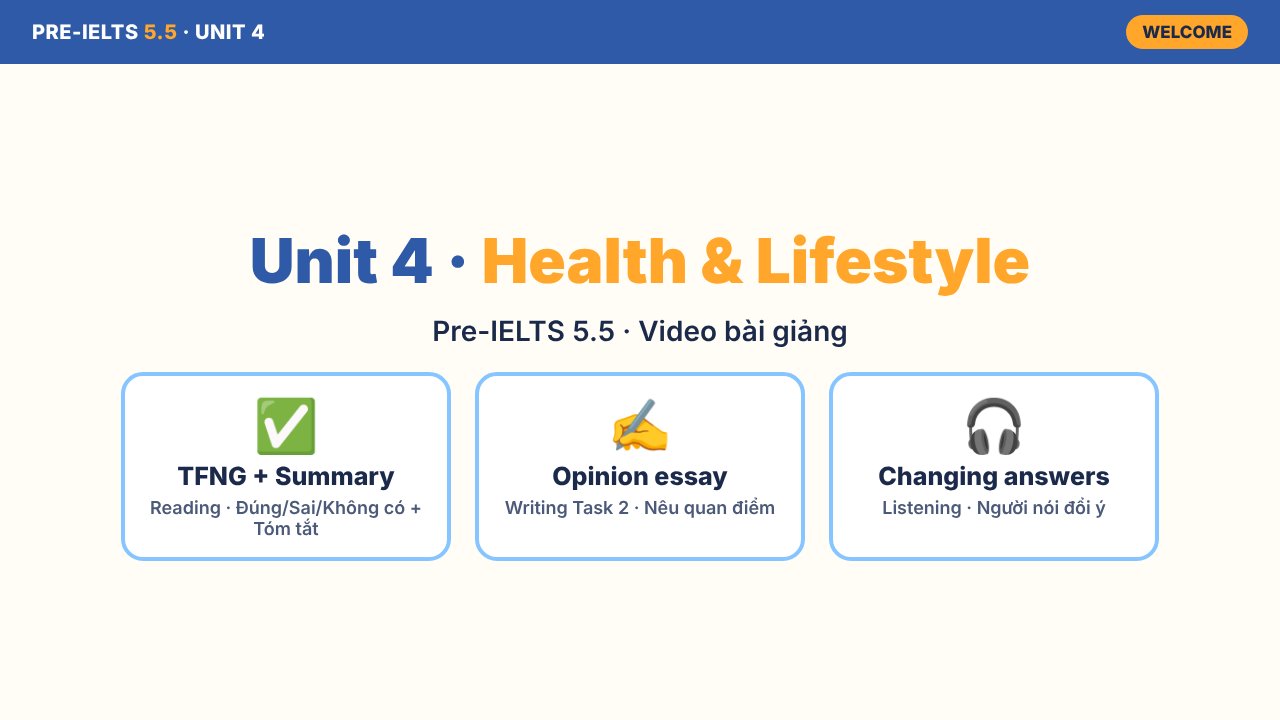 PRE-IELTS 5.5 · UNIT 4
WELCOME
Unit 4 · Health & Lifestyle
Pre-IELTS 5.5 · Video bài giảng
TFNG + Summary
Reading · Đúng/Sai/Không có +
Tóm tắt
Opinion essay
Writing Task 2 · Nêu quan điểm
Changing answers
Listening · Người nói đổi ý